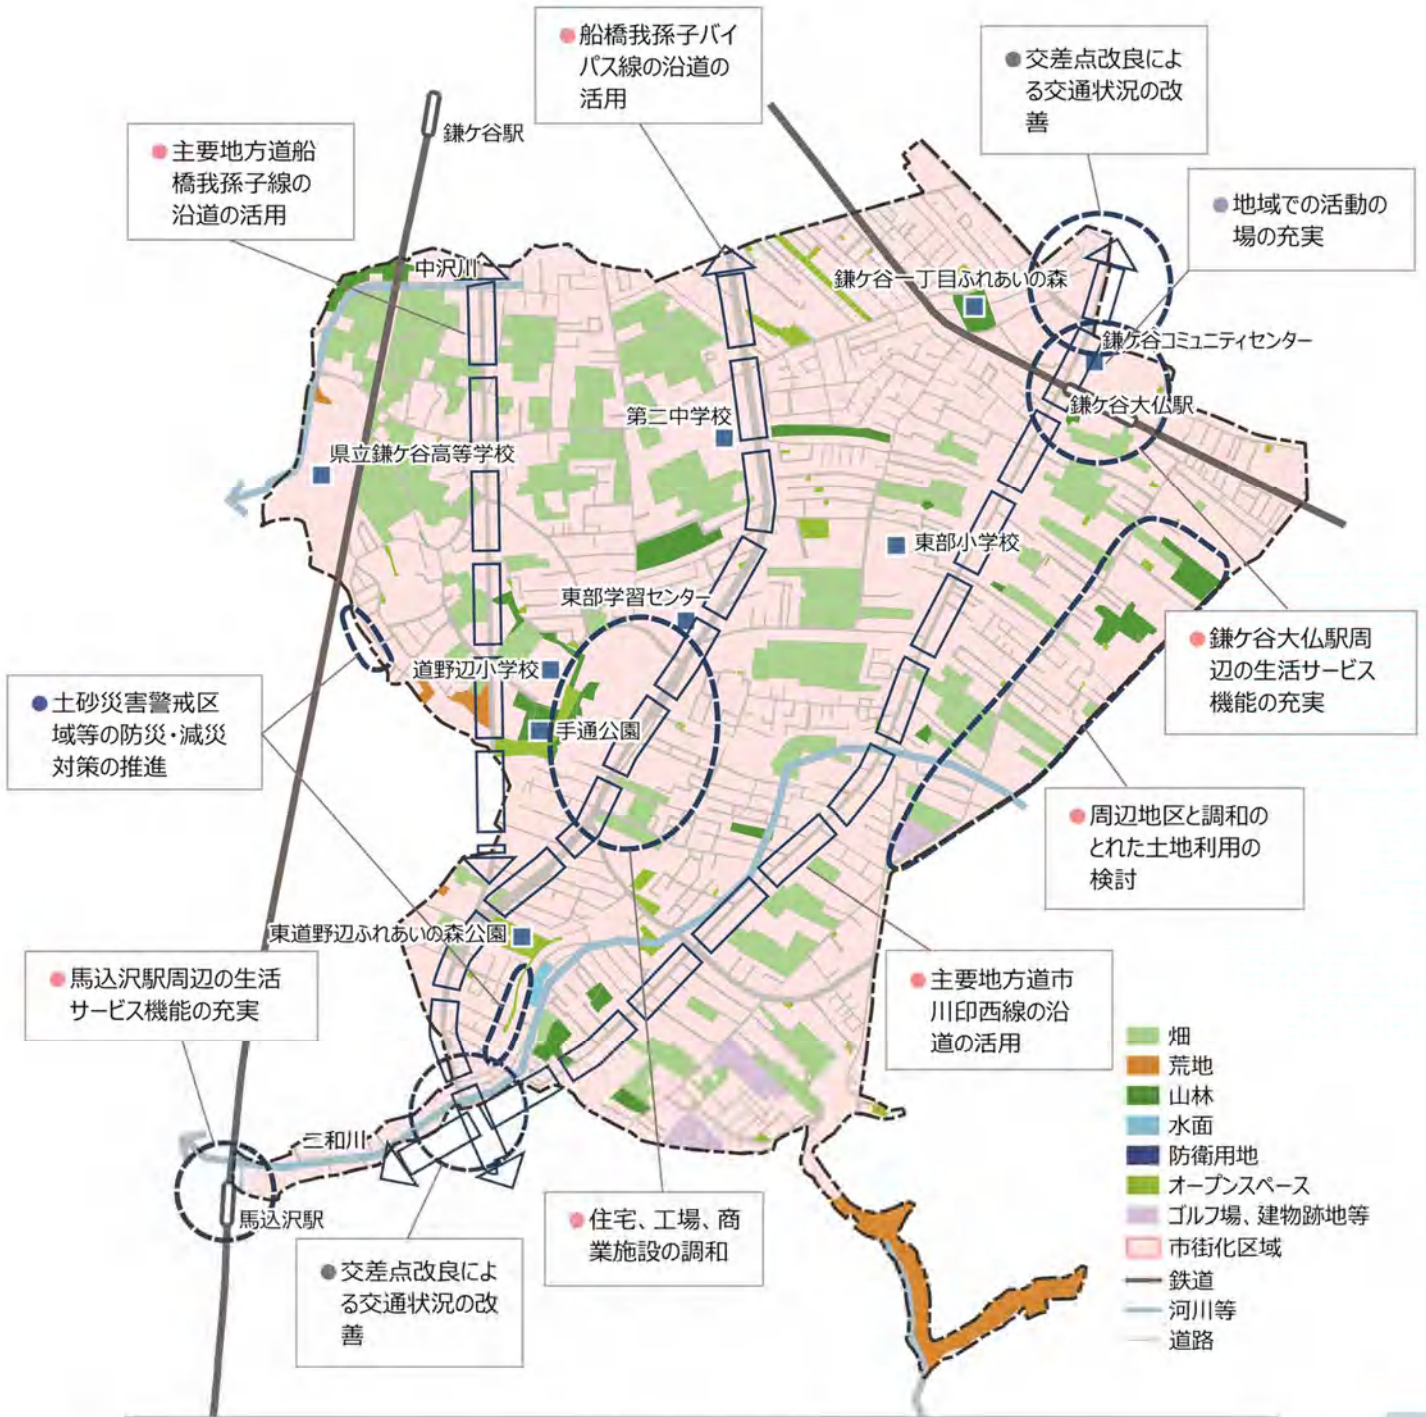 船橋我孫子バイ
パス線の沿道の
活用
交差点改良によ
る交通状況の改
善
鎌ケ谷駅
主要地方道船
橋我孫子線の
沿道の活用
地域での活動の
場の充実
中沢川
鎌ケ谷一丁目ふれあいの森
鎌ケ谷コミュニティセンター
鎌ケ谷大仏駅
第二中学校
県立鎌ケ谷高等学校
東部小学校
東部学習センター
鎌ケ谷大仏駅周
辺の生活サービス
機能の充実
道野辺小学校
土砂災害警戒区
域等の防災・減災
対策の推進
手通公園
周辺地区と調和の
とれた土地利用の
検討
東道野辺ふれあいの森公園
馬込沢駅周辺の生活
サービス機能の充実
主要地方道市
川印西線の沿
道の活用
二和川
馬込沢駅
住宅、工場、商
業施設の調和
交差点改良によ
る交通状況の改
善
畑
荒地
山林
水面
防衛用地
オープンスペース
ゴルフ場、建物跡地等
市街化区域
鉄道
河川等
道路